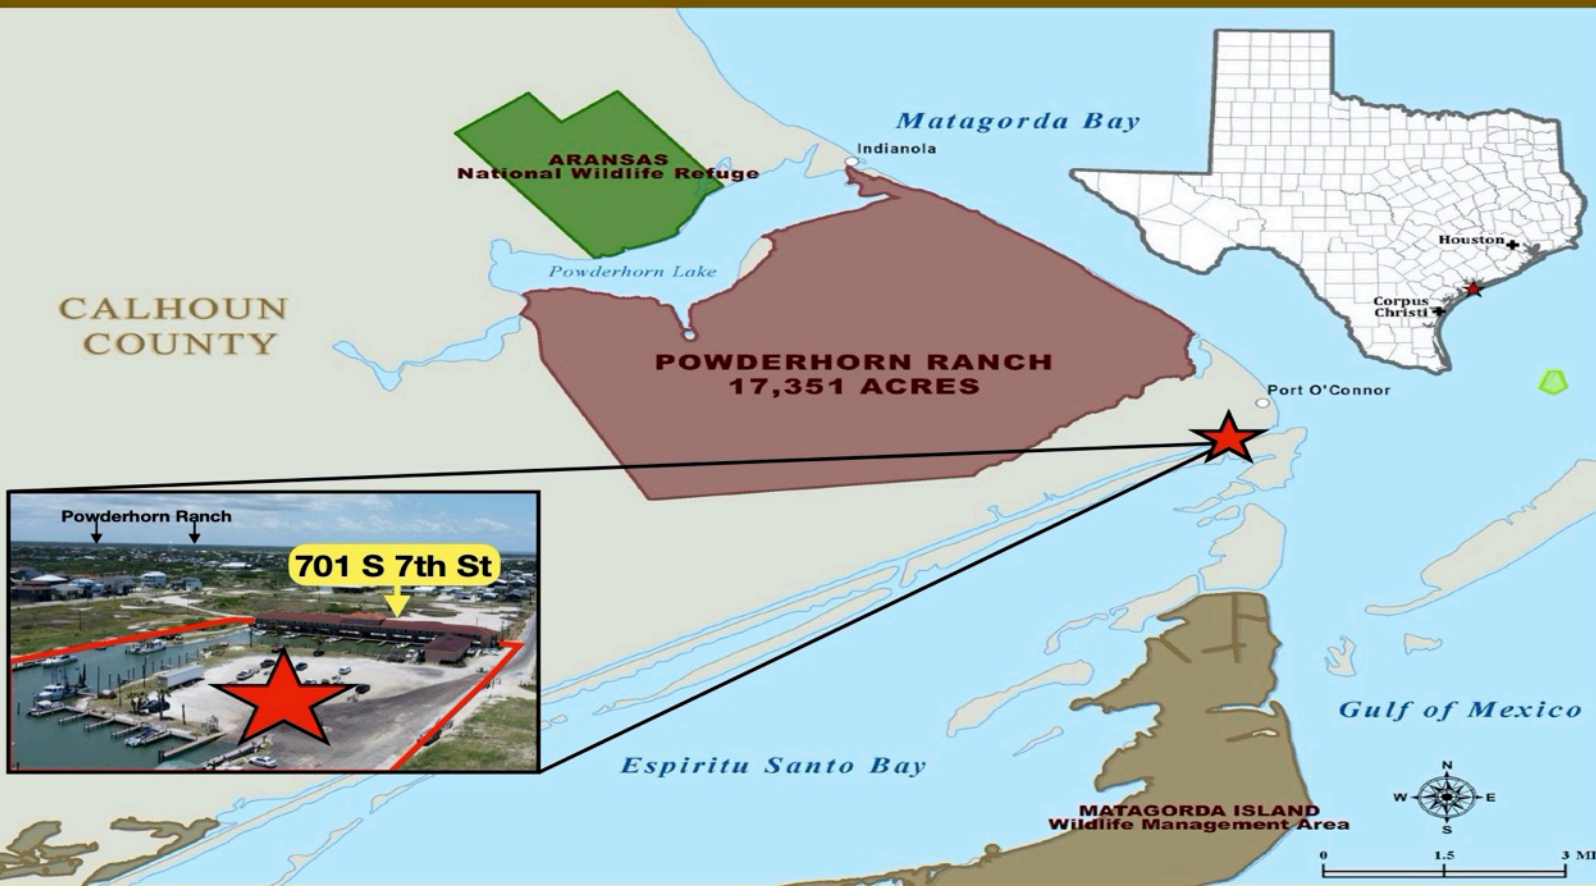 Matagorda Bay
Indianola
ARANSAS
National Wildlife Refuge
Powderhorn Lake
CALHOUN
COUNTY
POWDERHORN RANCH
17,351 ACRES
Houston
Corpus
Christi
Port O'Connor
Powderhorn Ranch
701 S 7th St
Gulf of Mexico
Espiritu Santo Bay
MATAGORDA ISLAND
Wildlife Management Area
N
W E
S
0 1.5 3 MI